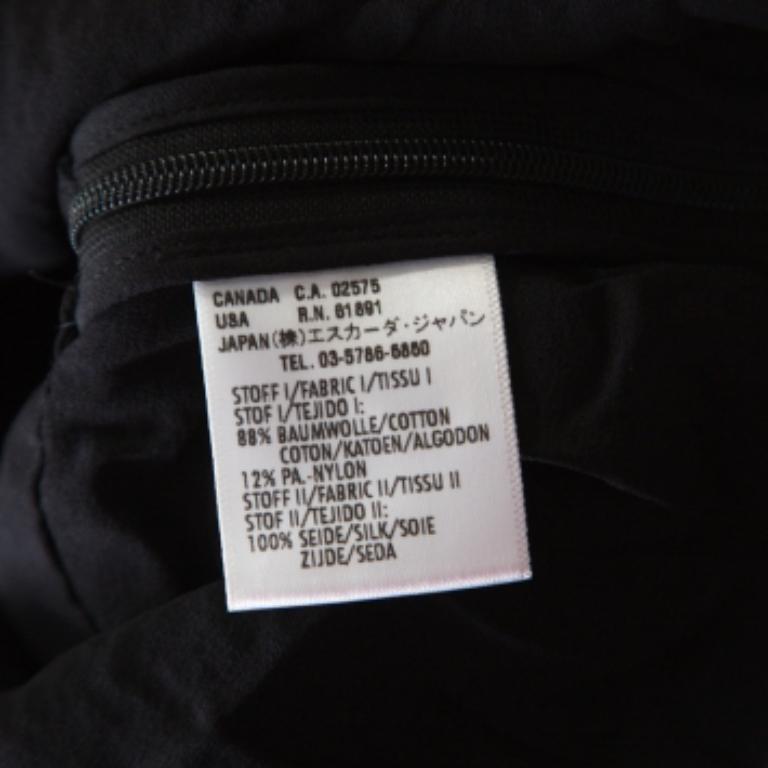 CANADA C.A. 02575
USA R.N. 61891
JAPAN(株)エスカーダ・ジャパン
TEL. 03-5786-5880
STOFF I/FABRIC I/TISSU I
STOF I/TEJIDO I:
88% BAUMWOLLE/COTTON
COTON/KATOEN/ALGODON
12% PA.-NYLON
STOFF II/FABRIC II/TISSU II
STOF II/TEJIDO II:
100% SEIDE/SILK/SOIE
ZIJDE/SEDA